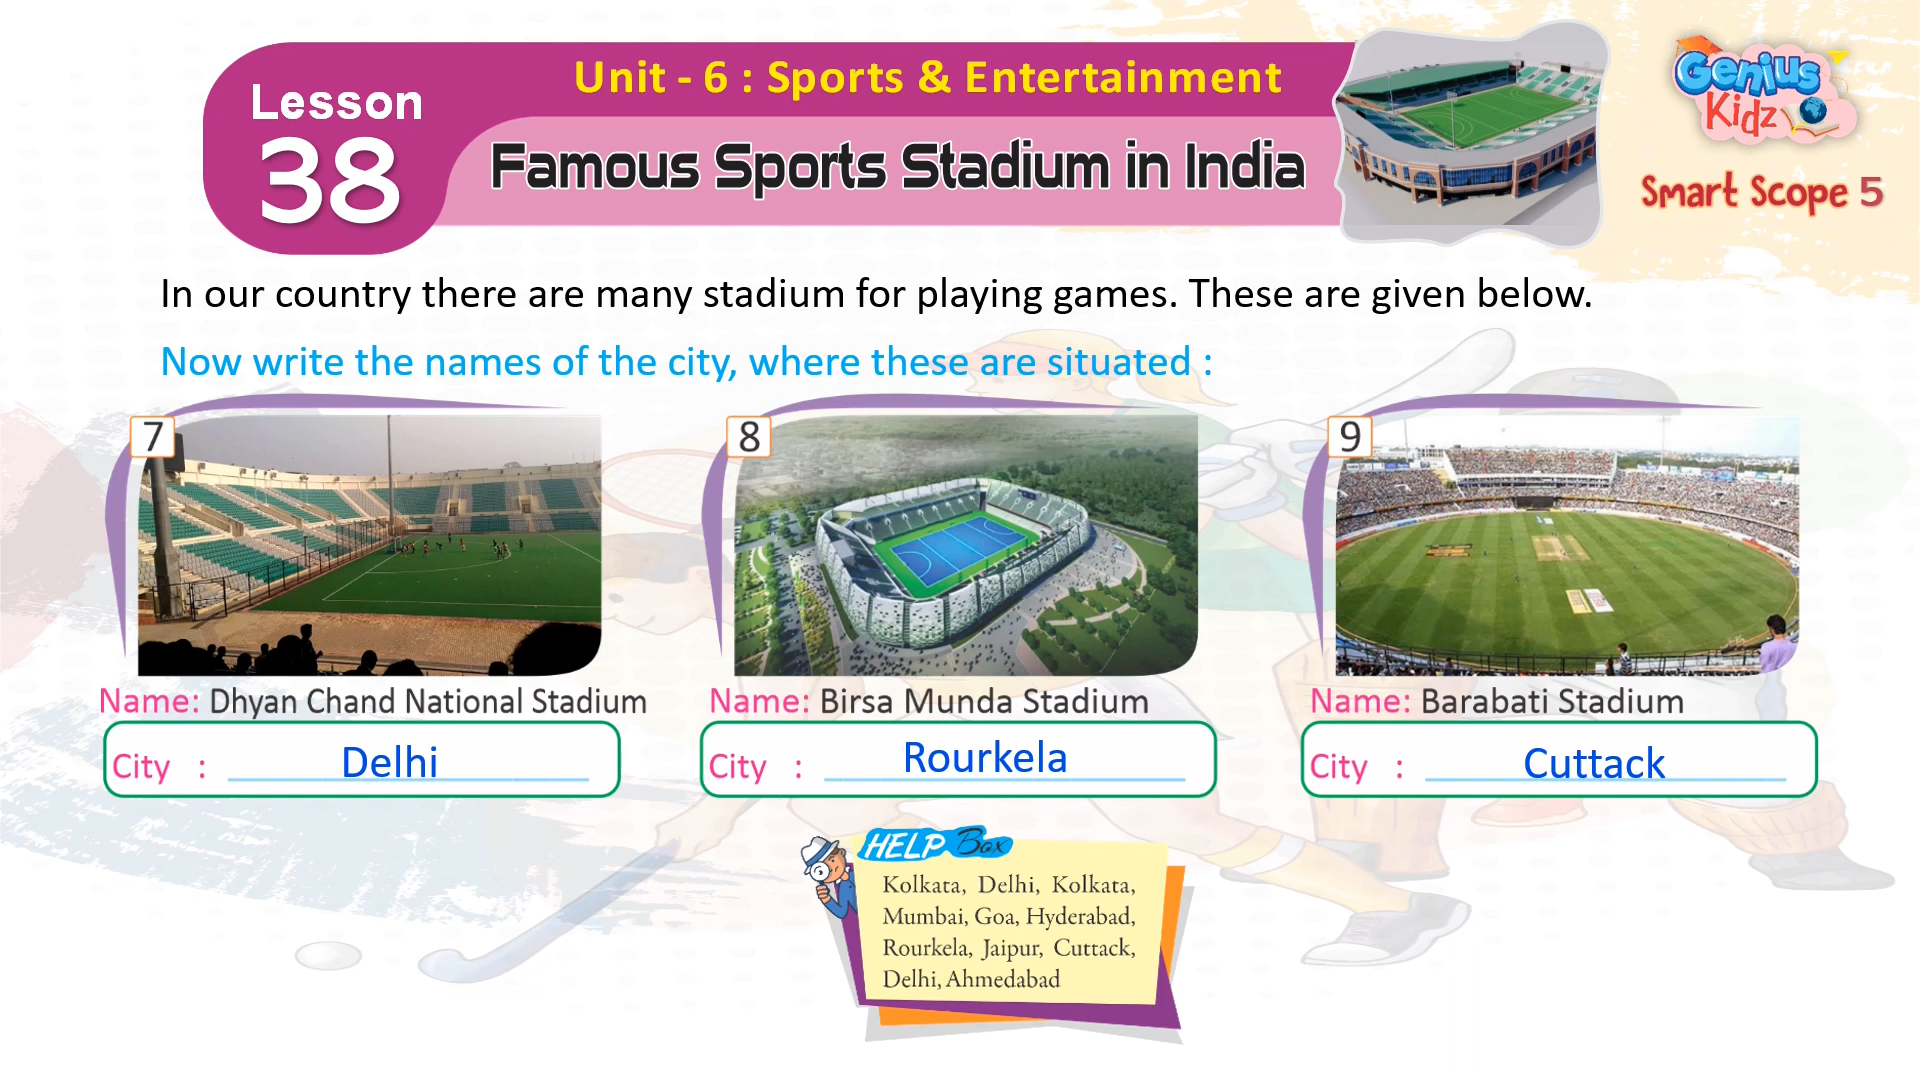 Lesson
38
Unit - 6 : Sports & Entertainment
Famous Sports Stadium in India
Genius
Kidz
Smart Scope 5
In our country there are many stadium for playing games. These are given below.
Now write the names of the city, where these are situated :
7
Name: Dhyan Chand National Stadium
City : Delhi
8
Name: Birsa Munda Stadium
City : Rourkela
9
Name: Barabati Stadium
City : Cuttack
HELP Box
Kolkata, Delhi, Kolkata,
Mumbai, Goa, Hyderabad,
Rourkela, Jaipur, Cuttack,
Delhi, Ahmedabad